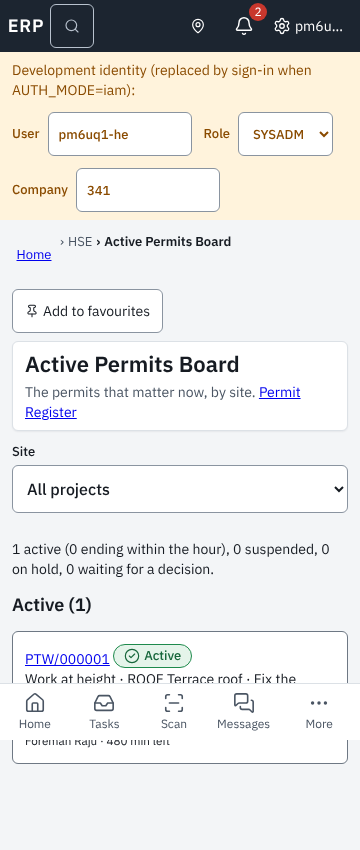 ERP
2
pm6u...
Development identity (replaced by sign-in when
AUTH_MODE=iam):
User pm6uq1-he Role SYSADM
Company 341
Home › HSE › Active Permits Board
Add to favourites
Active Permits Board
The permits that matter now, by site. Permit
Register
Site
All projects
1 active (0 ending within the hour), 0 suspended, 0
on hold, 0 waiting for a decision.
Active (1)
PTW/000001 Active
Work at height · ROOF Terrace roof · Fix the
Home Tasks Scan Messages More
Foreman Raju · 480 min left